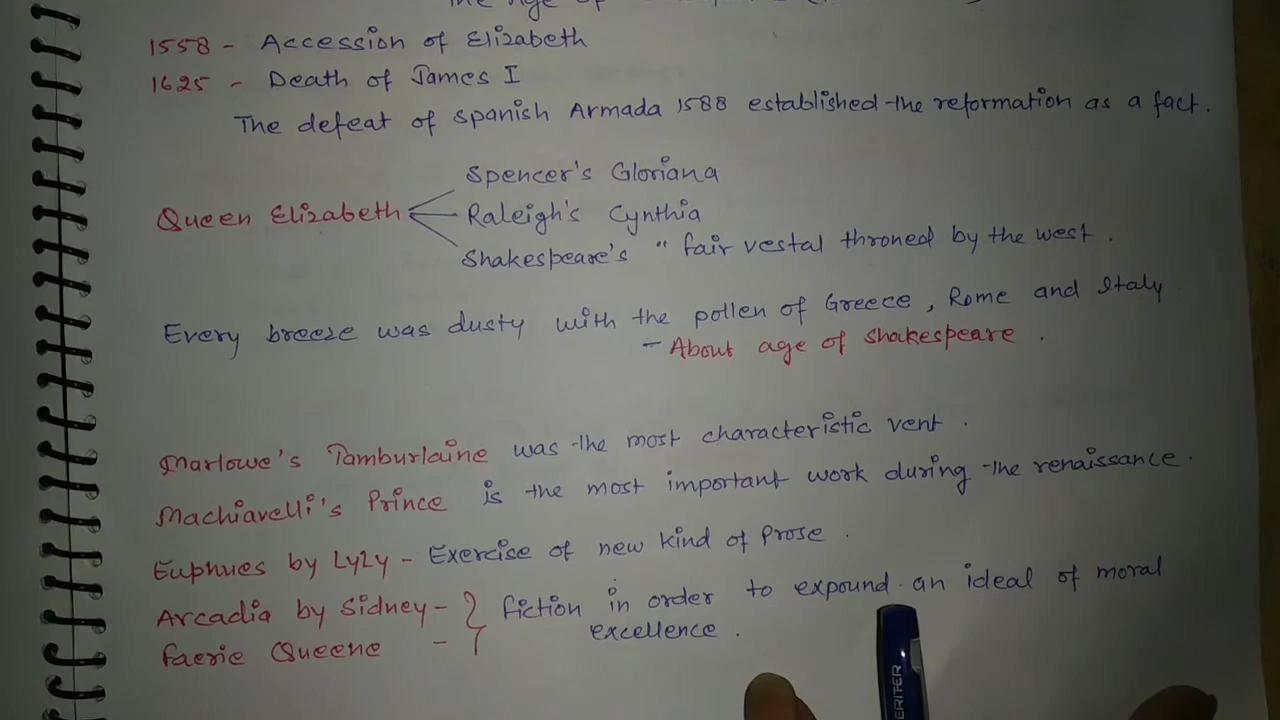 The Age of
1558 - Accession of Elizabeth
1625 - Death of James I
The defeat of Spanish Armada 1588 established the reformation as a fact.
Spencer's Gloriana
Queen Elizabeth Raleigh's Cynthia
Shakespeare's " fair vestal throned by the west.
Every breeze was dusty with the pollen of Greece, Rome and Italy
- About age of Shakespeare.
Marlowe's Tamburlaine was the most characteristic vent.
Machiavelli's Prince is the most important work during the renaissance.
Euphues by Lyly - Exercise of new kind of prose.
Arcadia by Sidney - } fiction in order to expound an ideal of moral
Faerie Queene - excellence.
ERITER